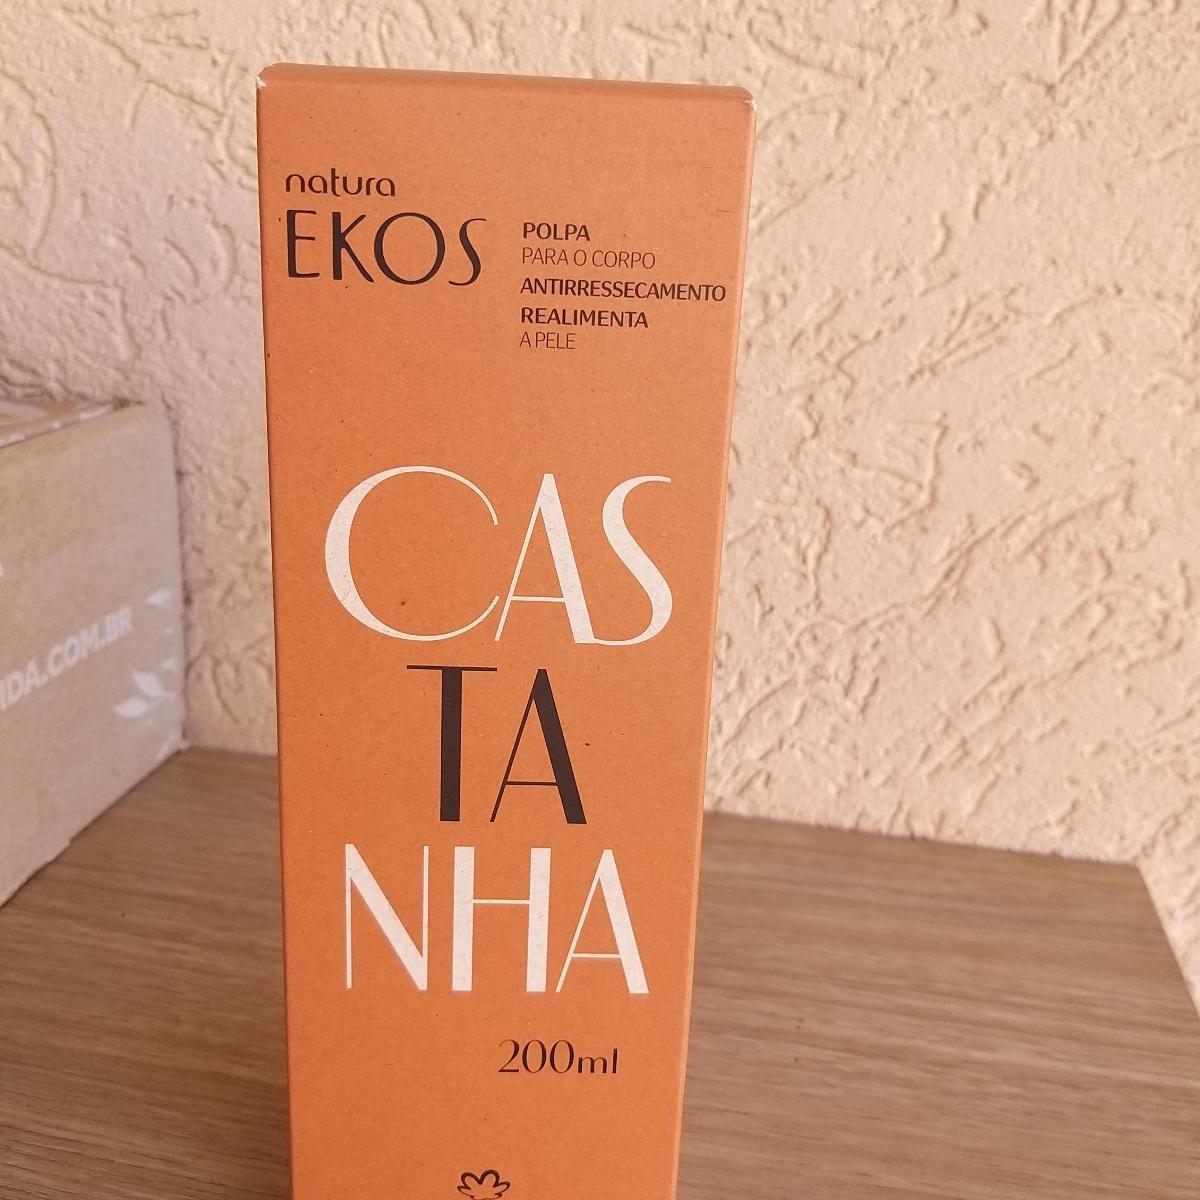 natura
EKOS
POLPA
PARA O CORPO
ANTIRRESSECAMENTO
REALIMENTA
A PELE
CAS
TA
NHA
200ml
IDA.COM.BR